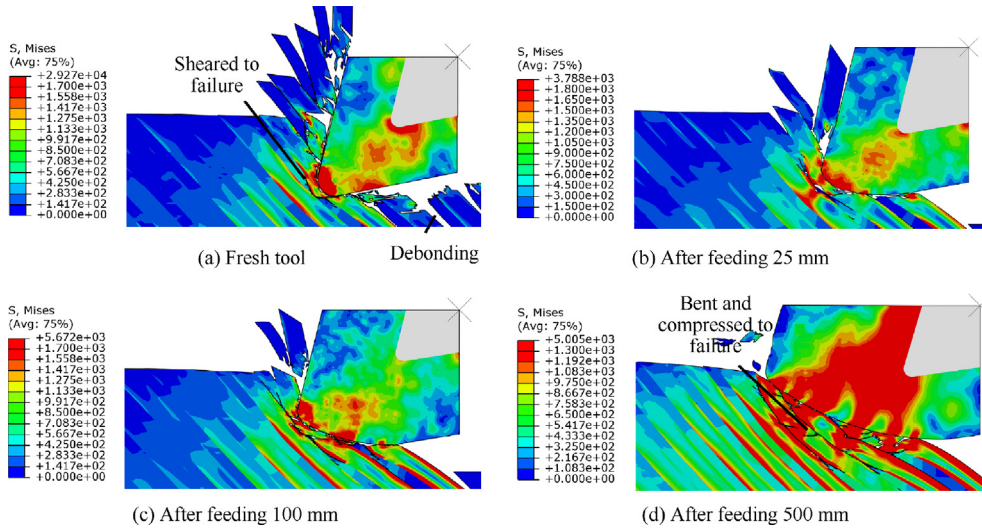 S, Mises
(Avg: 75%)
+2.927e+04
+1.700e+03
+1.558e+03
+1.417e+03
+1.275e+03
+1.133e+03
+9.917e+02
+8.500e+02
+7.083e+02
+5.667e+02
+4.250e+02
+2.833e+02
+1.417e+02
+0.000e+00
Sheared to
failure
Debonding
(a) Fresh tool
S, Mises
(Avg: 75%)
+3.788e+03
+1.800e+03
+1.650e+03
+1.500e+03
+1.350e+03
+1.200e+03
+1.050e+03
+9.000e+02
+7.500e+02
+6.000e+02
+4.500e+02
+3.000e+02
+1.500e+02
+0.000e+00
(b) After feeding 25 mm
S, Mises
(Avg: 75%)
+5.672e+03
+1.700e+03
+1.558e+03
+1.417e+03
+1.275e+03
+1.133e+03
+9.917e+02
+8.500e+02
+7.083e+02
+5.667e+02
+4.250e+02
+2.833e+02
+1.417e+02
+0.000e+00
(c) After feeding 100 mm
S, Mises
(Avg: 75%)
+5.005e+03
+1.300e+03
+1.192e+03
+1.083e+03
+9.750e+02
+8.667e+02
+7.583e+02
+6.500e+02
+5.417e+02
+4.333e+02
+3.250e+02
+2.167e+02
+1.083e+02
+0.000e+00
Bent and
compressed to
failure
(d) After feeding 500 mm